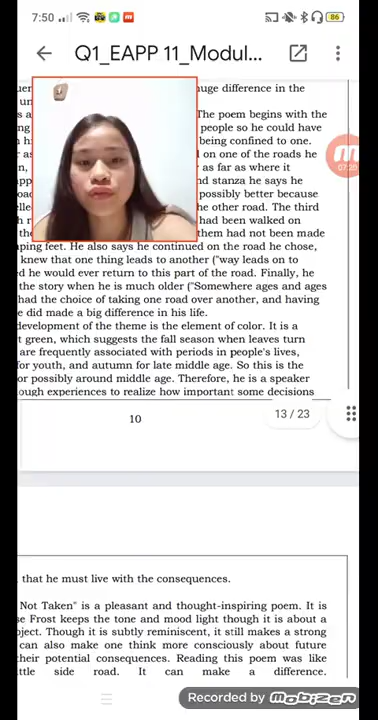 7:50
86
Q1_EAPP 11_Modul...
huge difference in the
The poem begins with the
people so he could have
being confined to one.
on one of the roads he
as far as where it
nd stanza he says he
possibly better because
he other road. The third
had been walked on
them had not been made
07:20
ping feet. He also says he continued on the road he chose,
knew that one thing leads to another ("way leads on to
d he would ever return to this part of the road. Finally, he
the story when he is much older ("Somewhere ages and ages
had the choice of taking one road over another, and having
e did made a big difference in his life.
development of the theme is the element of color. It is a
t green, which suggests the fall season when leaves turn
are frequently associated with periods in people's lives,
for youth, and autumn for late middle age. So this is the
or possibly around middle age. Therefore, he is a speaker
ough experiences to realize how important some decisions
10
13 / 23
that he must live with the consequences.
Not Taken" is a pleasant and thought-inspiring poem. It is
se Frost keeps the tone and mood light though it is about a
bject. Though it is subtly reminiscent, it still makes a strong
can also make one think more consciously about future
their potential consequences. Reading this poem was like
ttle side road. It can make a difference.
Recorded by mobizen